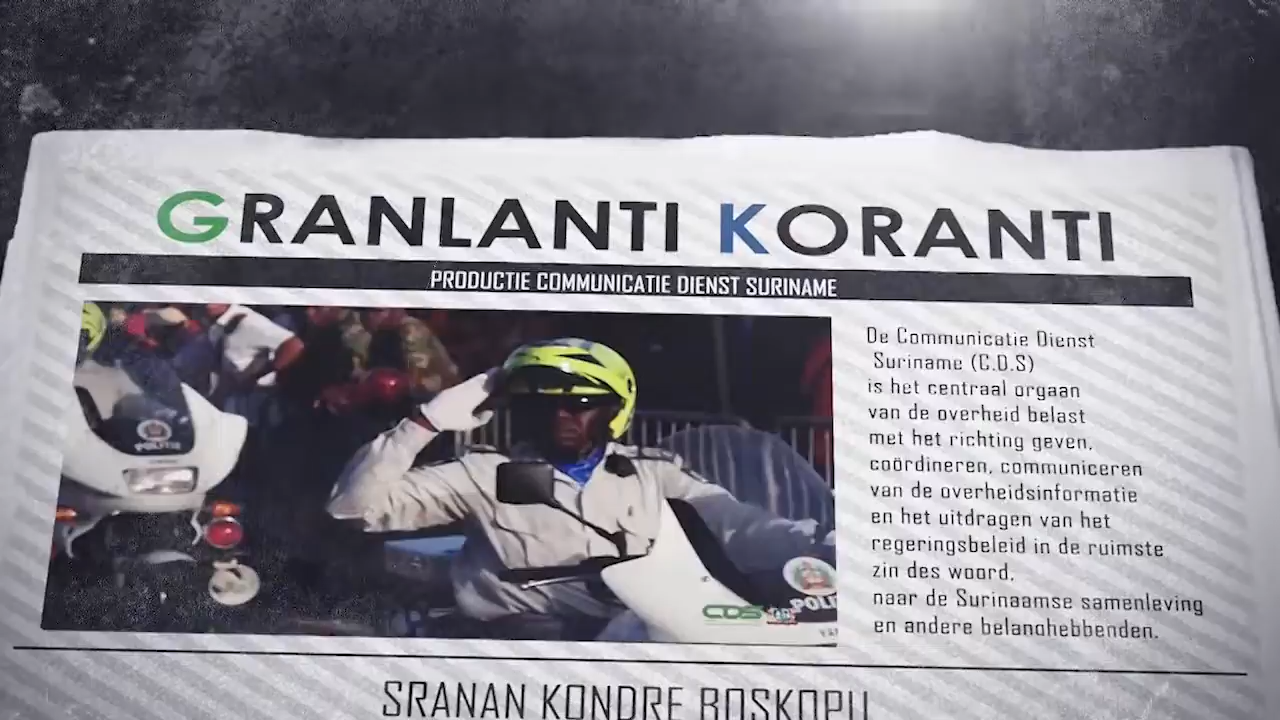 GRANLANTI KORANTI
PRODUCTIE COMMUNICATIE DIENST SURINAME
De Communicatie Dienst
Suriname (C.D.S)
is het centraal orgaan
van de overheid belast
met het richting geven,
coördineren, communiceren
van de overheidsinformatie
en het uitdragen van het
regeringsbeleid in de ruimste
zin des woord,
naar de Surinaamse samenleving
en andere belanghebbenden.
POLITIE
CDS
POLI
SRANAN KONDRE BOSKOPU